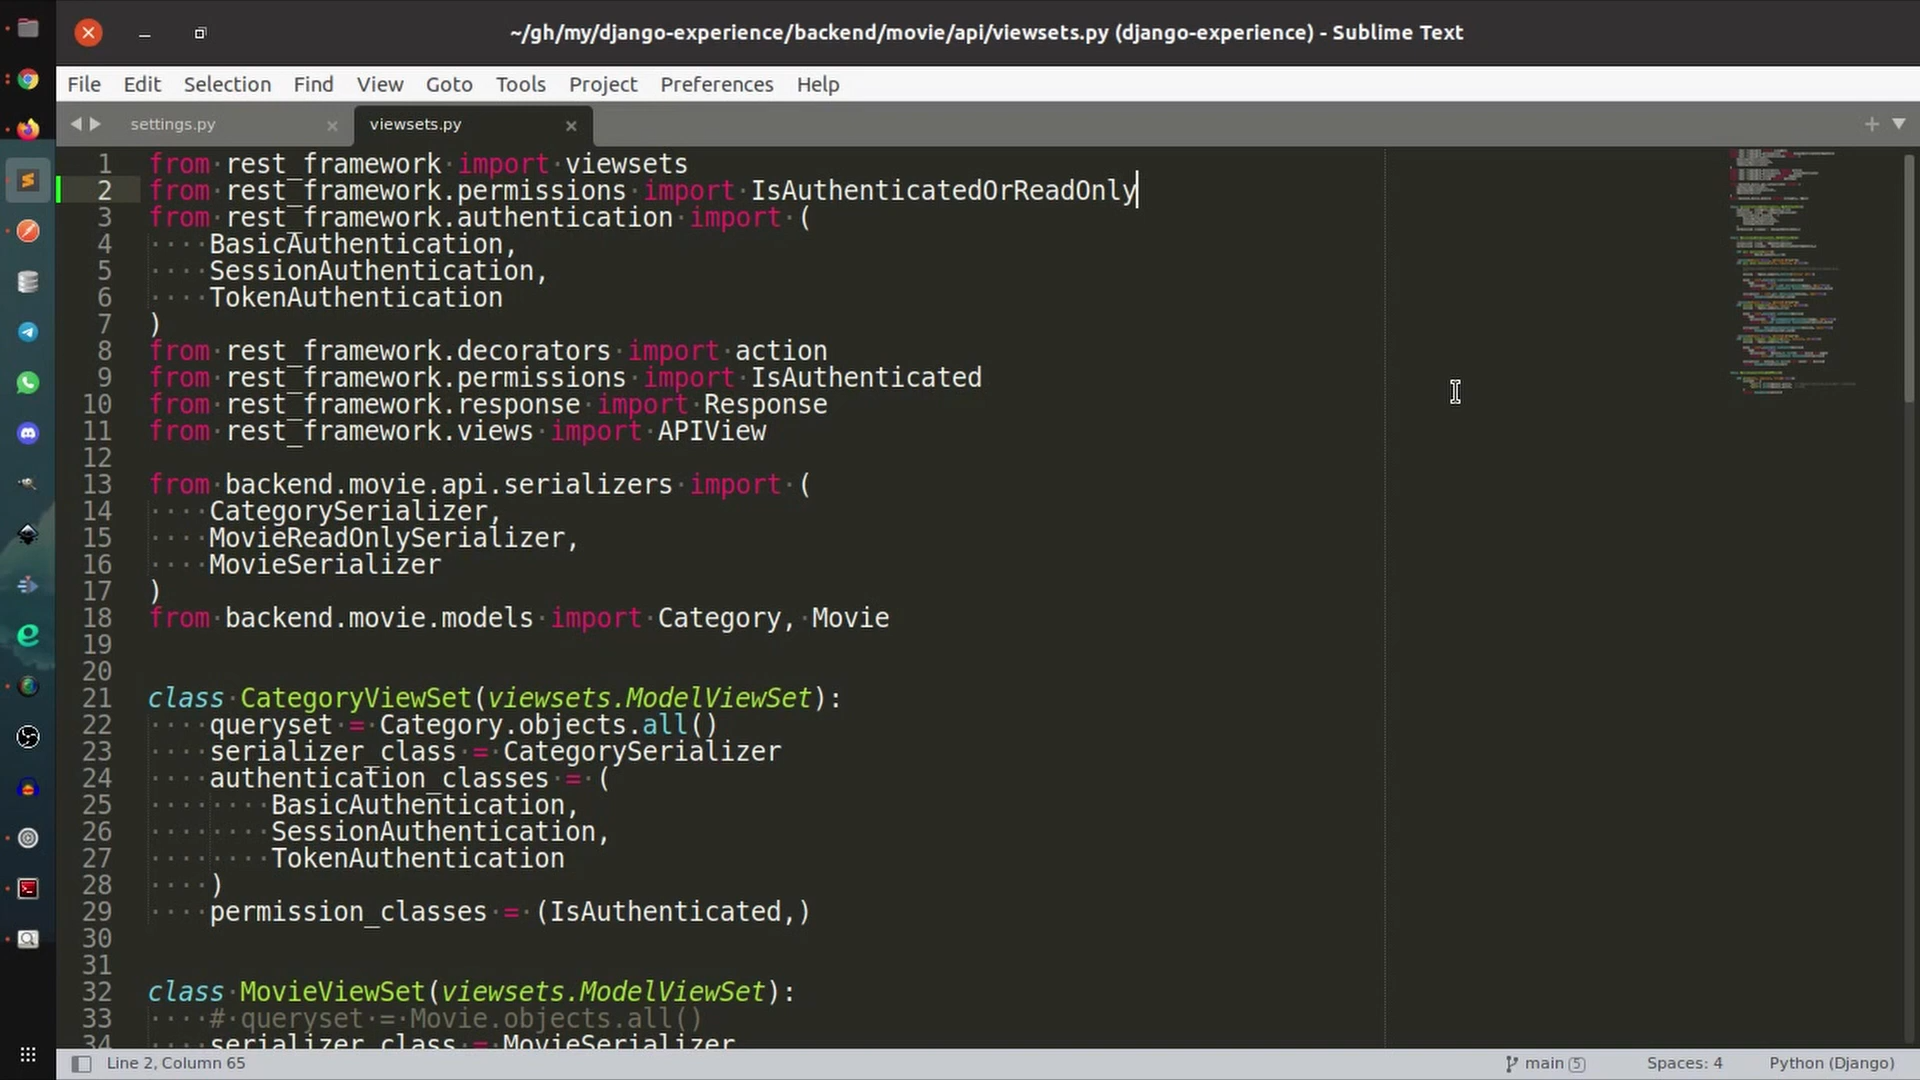 ~/gh/my/django-experience/backend/movie/api/viewsets.py (django-experience) - Sublime Text
File Edit Selection Find View Goto Tools Project Preferences Help
settings.py viewsets.py
1 from rest_framework import viewsets
2 from rest_framework.permissions import IsAuthenticatedOrReadOnly
3 from rest_framework.authentication import (
4     BasicAuthentication,
5     SessionAuthentication,
6     TokenAuthentication
7 )
8 from rest_framework.decorators import action
9 from rest_framework.permissions import IsAuthenticated
10 from rest_framework.response import Response
11 from rest_framework.views import APIView
12
13 from backend.movie.api.serializers import (
14     CategorySerializer,
15     MovieReadOnlySerializer,
16     MovieSerializer
17 )
18 from backend.movie.models import Category, Movie
19
20
21 class CategoryViewSet(viewsets.ModelViewSet):
22     queryset = Category.objects.all()
23     serializer_class = CategorySerializer
24     authentication_classes = (
25         BasicAuthentication,
26         SessionAuthentication,
27         TokenAuthentication
28     )
29     permission_classes = (IsAuthenticated,)
30
31
32 class MovieViewSet(viewsets.ModelViewSet):
33     # queryset = Movie.objects.all()
34     serializer_class = MovieSerializer
Line 2, Column 65 main 5 Spaces: 4 Python (Django)